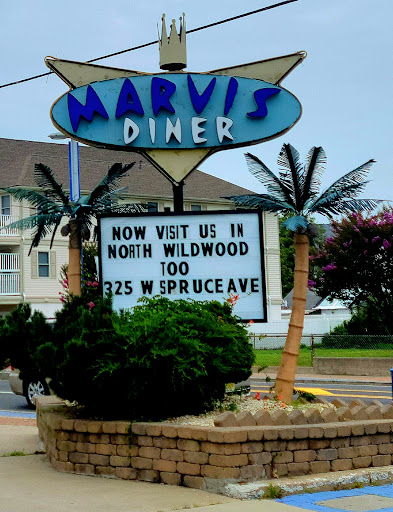 MARVIS
DINER
NOW VISIT US IN
NORTH WILDWOOD
TOO
325 W SPRUCE AVE